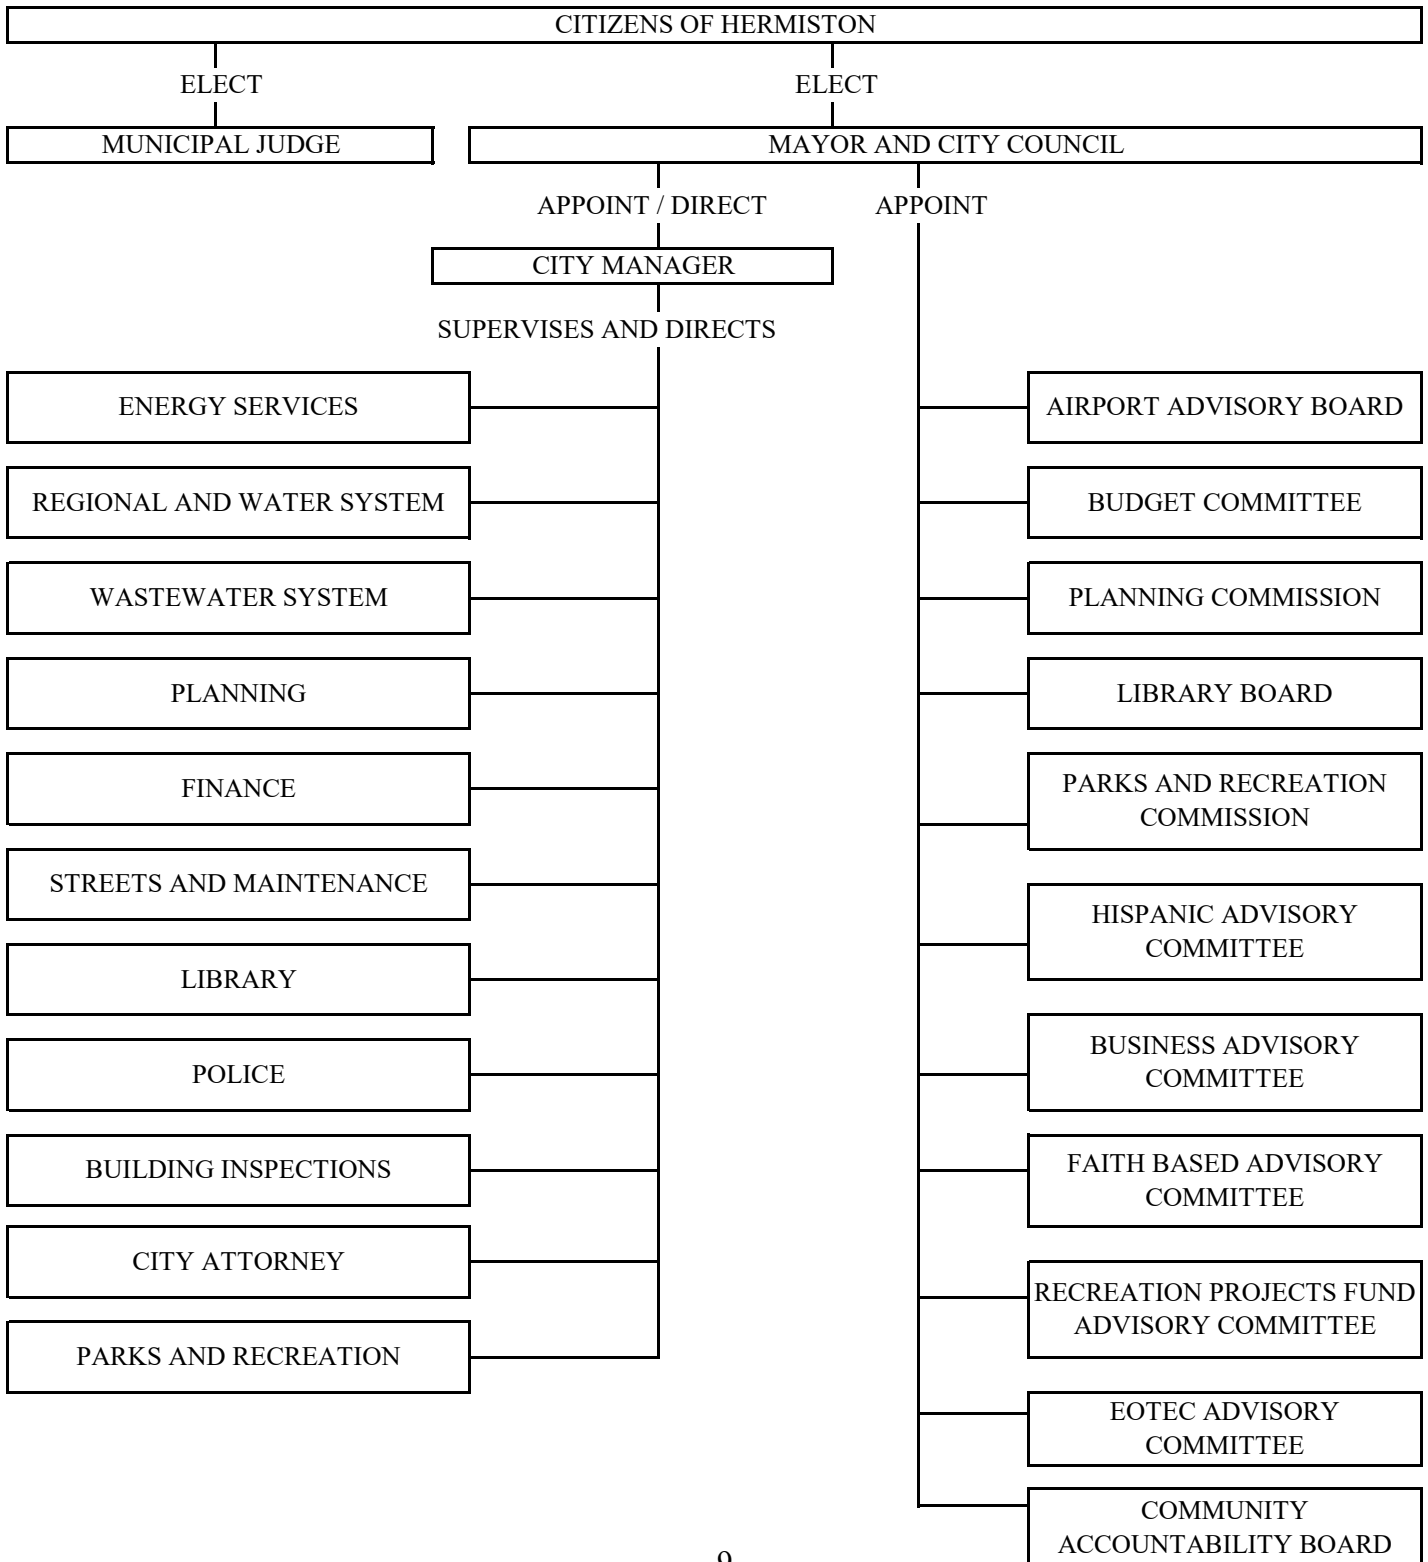 CITIZENS OF HERMISTON
ELECT
ELECT
MUNICIPAL JUDGE
MAYOR AND CITY COUNCIL
APPOINT / DIRECT
APPOINT
CITY MANAGER
SUPERVISES AND DIRECTS
ENERGY SERVICES
REGIONAL AND WATER SYSTEM
WASTEWATER SYSTEM
PLANNING
FINANCE
STREETS AND MAINTENANCE
LIBRARY
POLICE
BUILDING INSPECTIONS
CITY ATTORNEY
PARKS AND RECREATION
AIRPORT ADVISORY BOARD
BUDGET COMMITTEE
PLANNING COMMISSION
LIBRARY BOARD
PARKS AND RECREATION
COMMISSION
HISPANIC ADVISORY
COMMITTEE
BUSINESS ADVISORY
COMMITTEE
FAITH BASED ADVISORY
COMMITTEE
RECREATION PROJECTS FUND
ADVISORY COMMITTEE
EOTEC ADVISORY
COMMITTEE
COMMUNITY
ACCOUNTABILITY BOARD
9